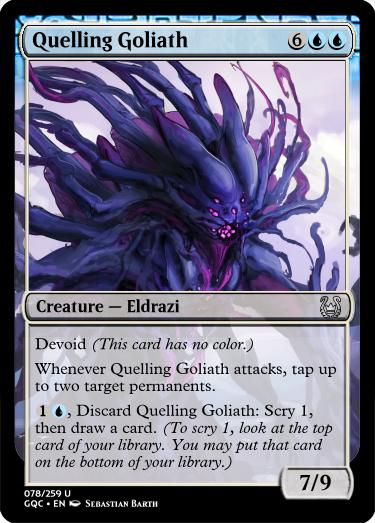 Quelling Goliath 6
Creature — Eldrazi
Devoid (This card has no color.)
Whenever Quelling Goliath attacks, tap up
to two target permanents.
1 , Discard Quelling Goliath: Scry 1,
then draw a card. (To scry 1, look at the top
card of your library. You may put that card
on the bottom of your library.)
7/9
078/259 U
GQC • EN Sebastian Barth